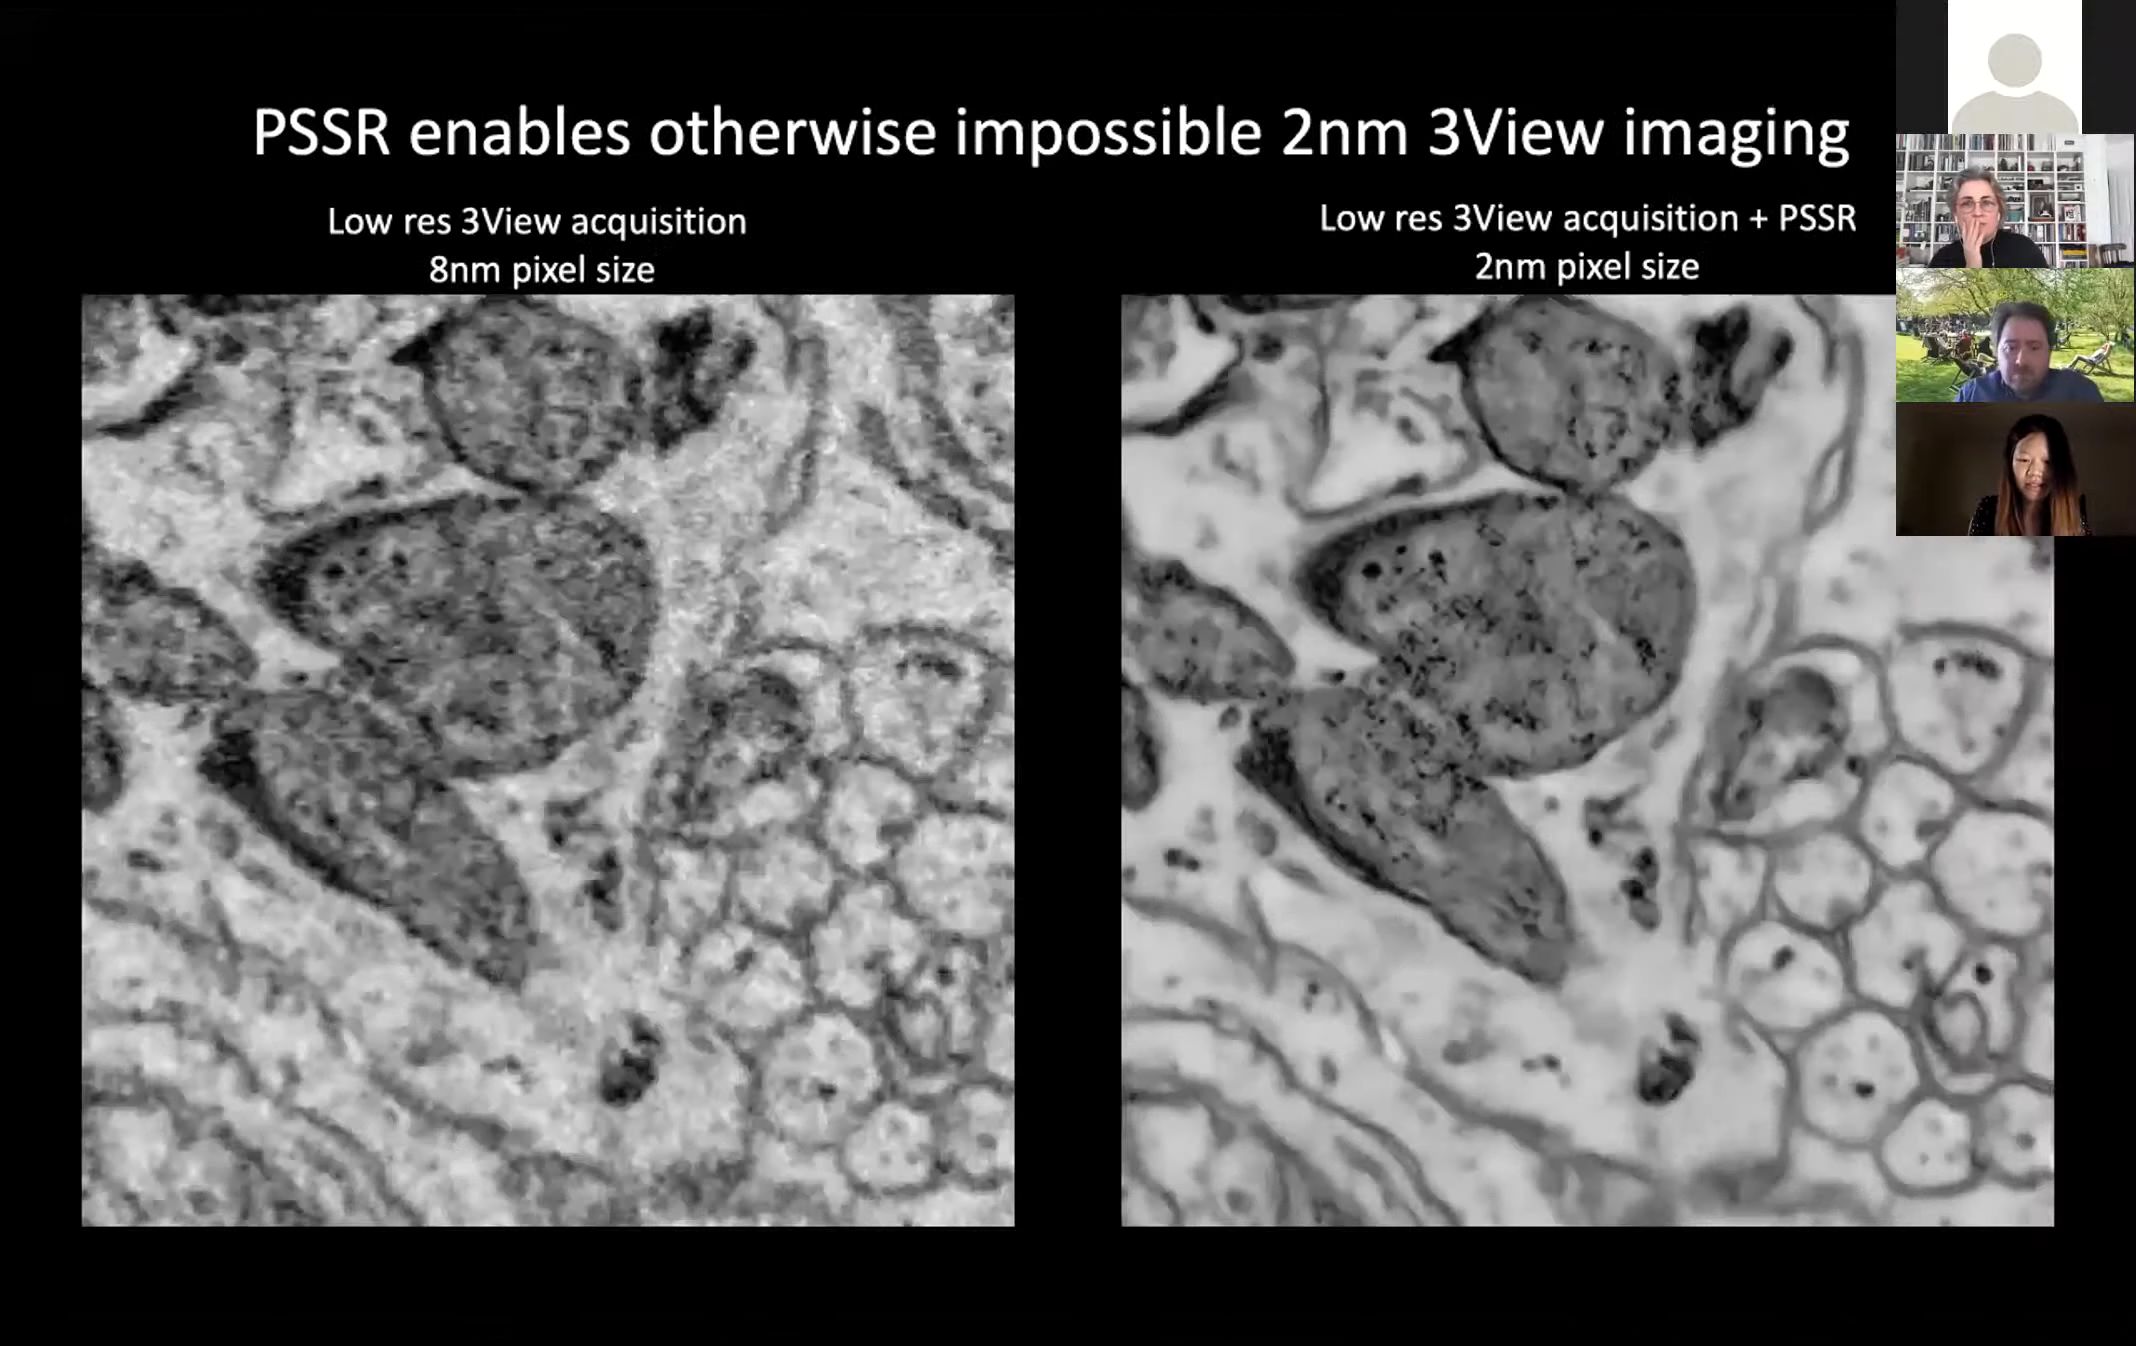 PSSR enables otherwise impossible 2nm 3View imaging
Low res 3View acquisition
8nm pixel size
Low res 3View acquisition + PSSR
2nm pixel size